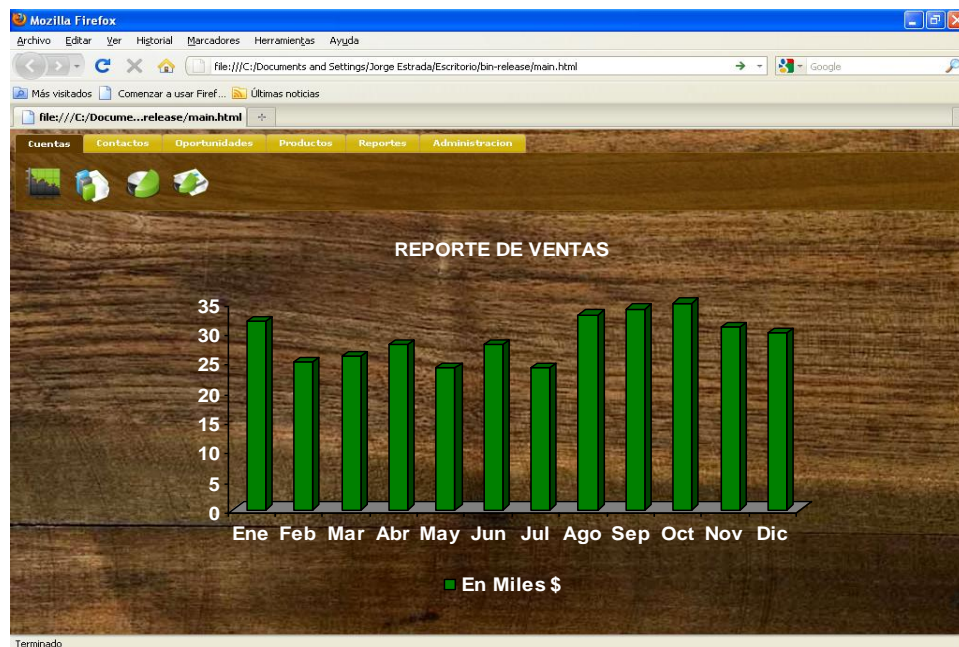 Mozilla Firefox
Archivo Editar Ver Historial Marcadores Herramientas Ayuda
file:///C:/Documents and Settings/Jorge Estrada/Escritorio/bin-release/main.html Google
Más visitados Comenzar a usar Firef... Últimas noticias
file:///C:/Docume...release/main.html
Cuentas Contactos Oportunidades Productos Reportes Administracion
REPORTE DE VENTAS
35
30
25
20
15
10
5
0
Ene Feb Mar Abr May Jun Jul Ago Sep Oct Nov Dic
En Miles $
Terminado